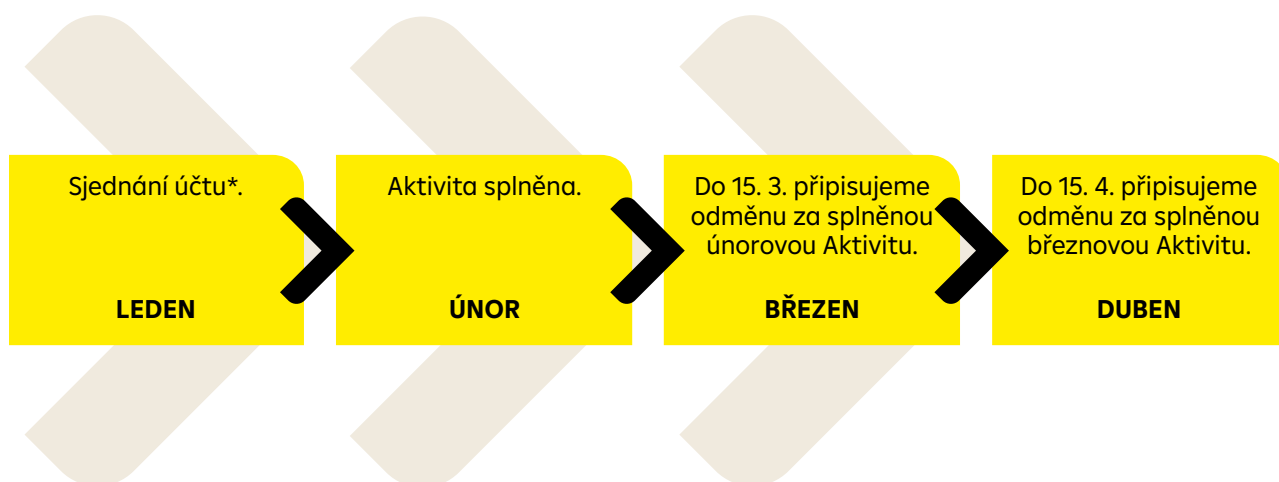 Sjednání účtu*.
LEDEN
Aktivita splněna.
ÚNOR
Do 15. 3. připisujeme
odměnu za splněnou
únorovou Aktivitu.
BŘEZEN
Do 15. 4. připisujeme
odměnu za splněnou
březnovou Aktivitu.
DUBEN